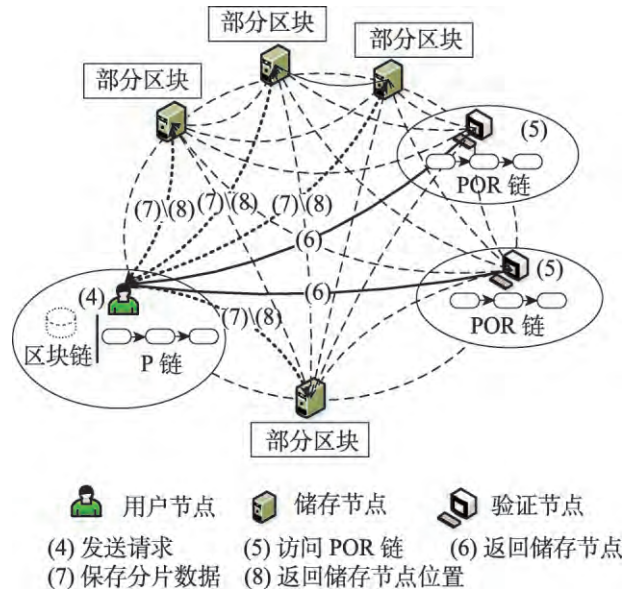 部分区块
部分区块
部分区块
(5)
POR 链
(7)\(8)
(7)\(8)
(7)\(8)
(6)
(5)
(4)
(6)
POR 链
(7)\(8)
区块链
P 链
部分区块
用户节点
储存节点
验证节点
(4) 发送请求
(5) 访问 POR 链
(6) 返回储存节点
(7) 保存分片数据
(8) 返回储存节点位置